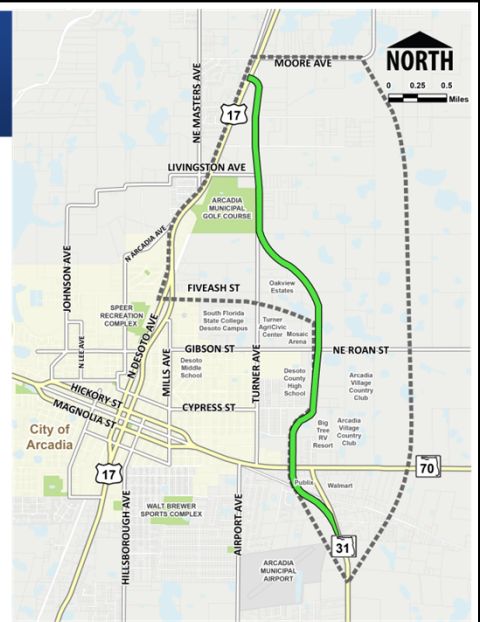 MOORE AVE
NORTH
0 0.25 0.5
Miles
NE MASTERS AVE
17
LIVINGSTON AVE
ARCADIA
MUNICIPAL
GOLF COURSE
JOHNSON AVE
N ARCADIA AVE
FIVEASH ST
Oakview
Estates
SPEER
RECREATION
COMPLEX
South Florida
State College
Desoto Campus
Turner
AgriCivic
Center
Mosaic
Arena
N LEE AVE
N DESOTO AVE
MILLS AVE
GIBSON ST
TURNER AVE
NE ROAN ST
Desoto
Middle
School
Desoto
County
High
School
Arcadia
Village
Country
Club
HICKORY ST
MAGNOLIA ST
CYPRESS ST
City of
Arcadia
Big
Tree
RV
Resort
Arcadia
Village
Country
Club
70
17
Publix
Walmart
HILLSBOROUGH AVE
WALT BREWER
SPORTS COMPLEX
AIRPORT AVE
31
ARCADIA
MUNICIPAL
AIRPORT